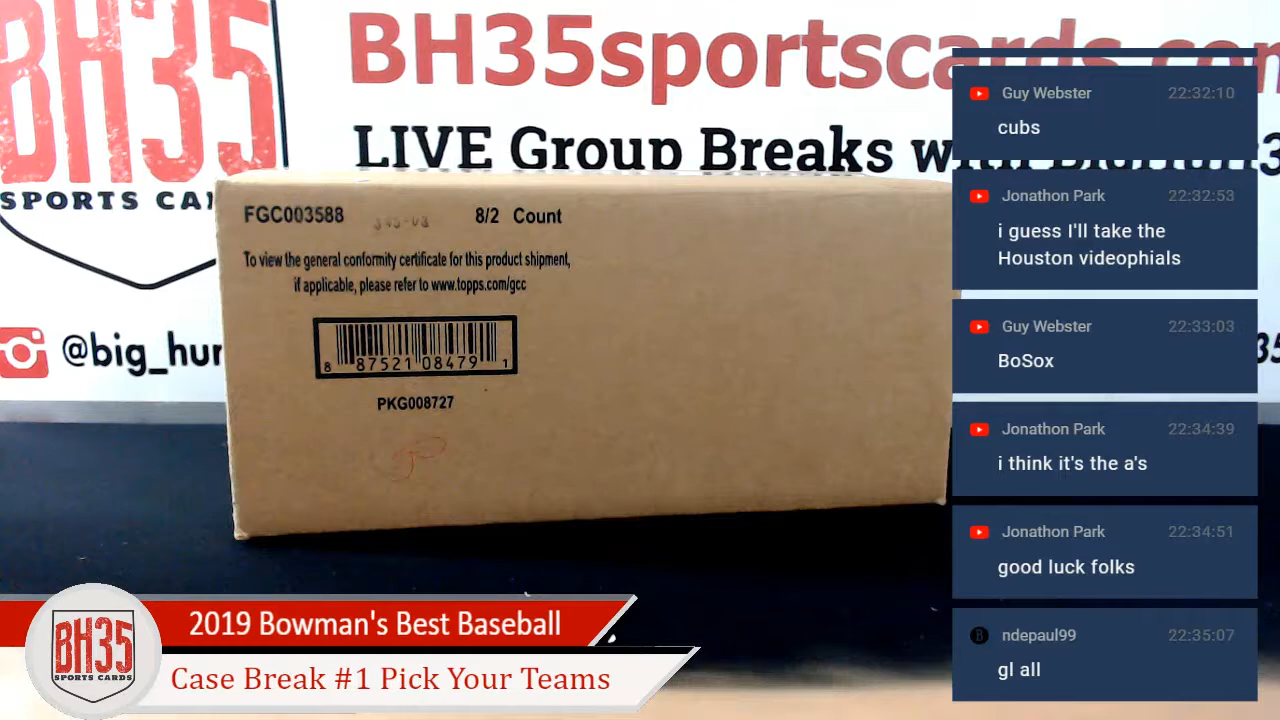 BH35
SPORTS CA
BH35sportscards.com
LIVE Group Breaks with
@big_hur
FGC003588
8/2 Count
To view the general conformity certificate for this product shipment,
if applicable, please refer to www.topps.com/gcc
8 87521 08479 1
PKG008727
Guy Webster 22:32:10
cubs
Jonathon Park 22:32:53
i guess I'll take the
Houston videophials
Guy Webster 22:33:03
BoSox
Jonathon Park 22:34:39
i think it's the a's
Jonathon Park 22:34:51
good luck folks
ndepaul99 22:35:07
gl all
BH35
SPORTS CARDS
2019 Bowman's Best Baseball
Case Break #1 Pick Your Teams